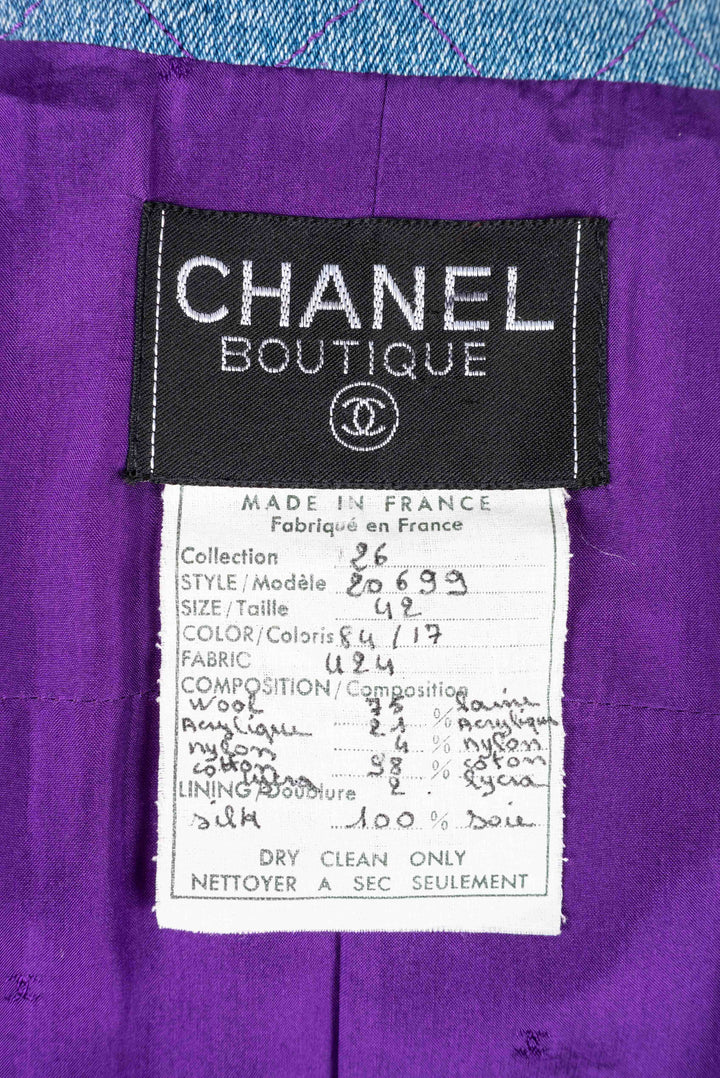 CHANEL
BOUTIQUE
MADE IN FRANCE
Fabriqué en France
Collection 26
STYLE/Modèle 20699
SIZE/Taille 42
COLOR/Coloris 84/17
FABRIC 424
COMPOSITION/Composition
Wool 75 % laine
Acrylique 21 % Acrylique
nylon 4 % nylon
cotton 98 % coton
lycra 2 lycra
LINING/Doublure
silk 100 % soie
DRY CLEAN ONLY
NETTOYER A SEC SEULEMENT